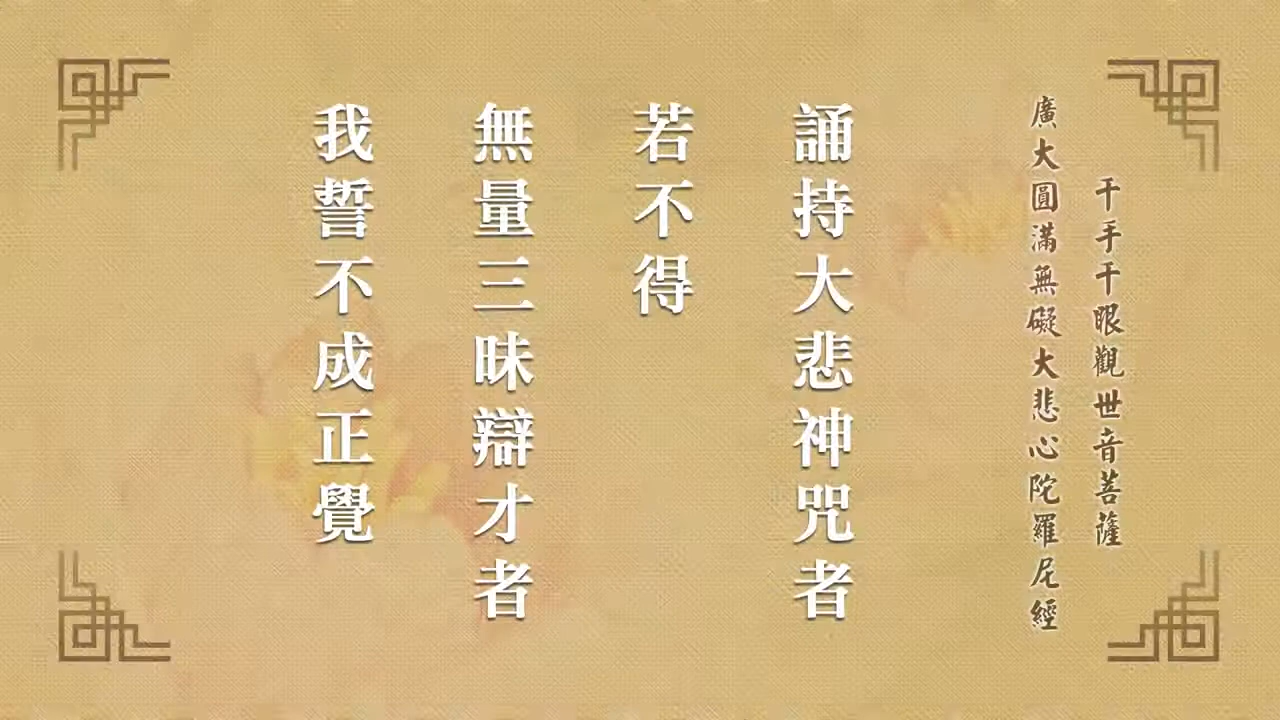 千手千眼觀世音菩薩
廣大圓滿無礙大悲心陀羅尼經
誦持大悲神咒者
若不得
無量三昧辯才者
我誓不成正覺